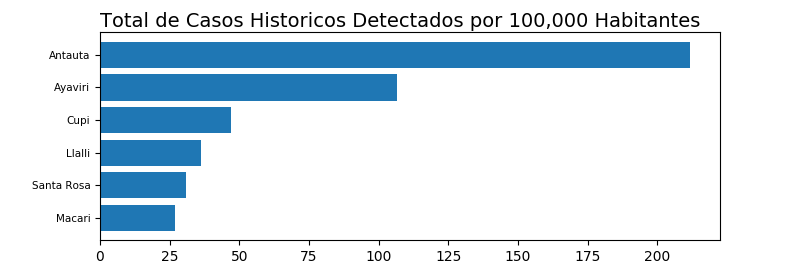 Total de Casos Historicos Detectados por 100,000 Habitantes
Antauta
Ayaviri
Cupi
Llalli
Santa Rosa
Macari
0 25 50 75 100 125 150 175 200